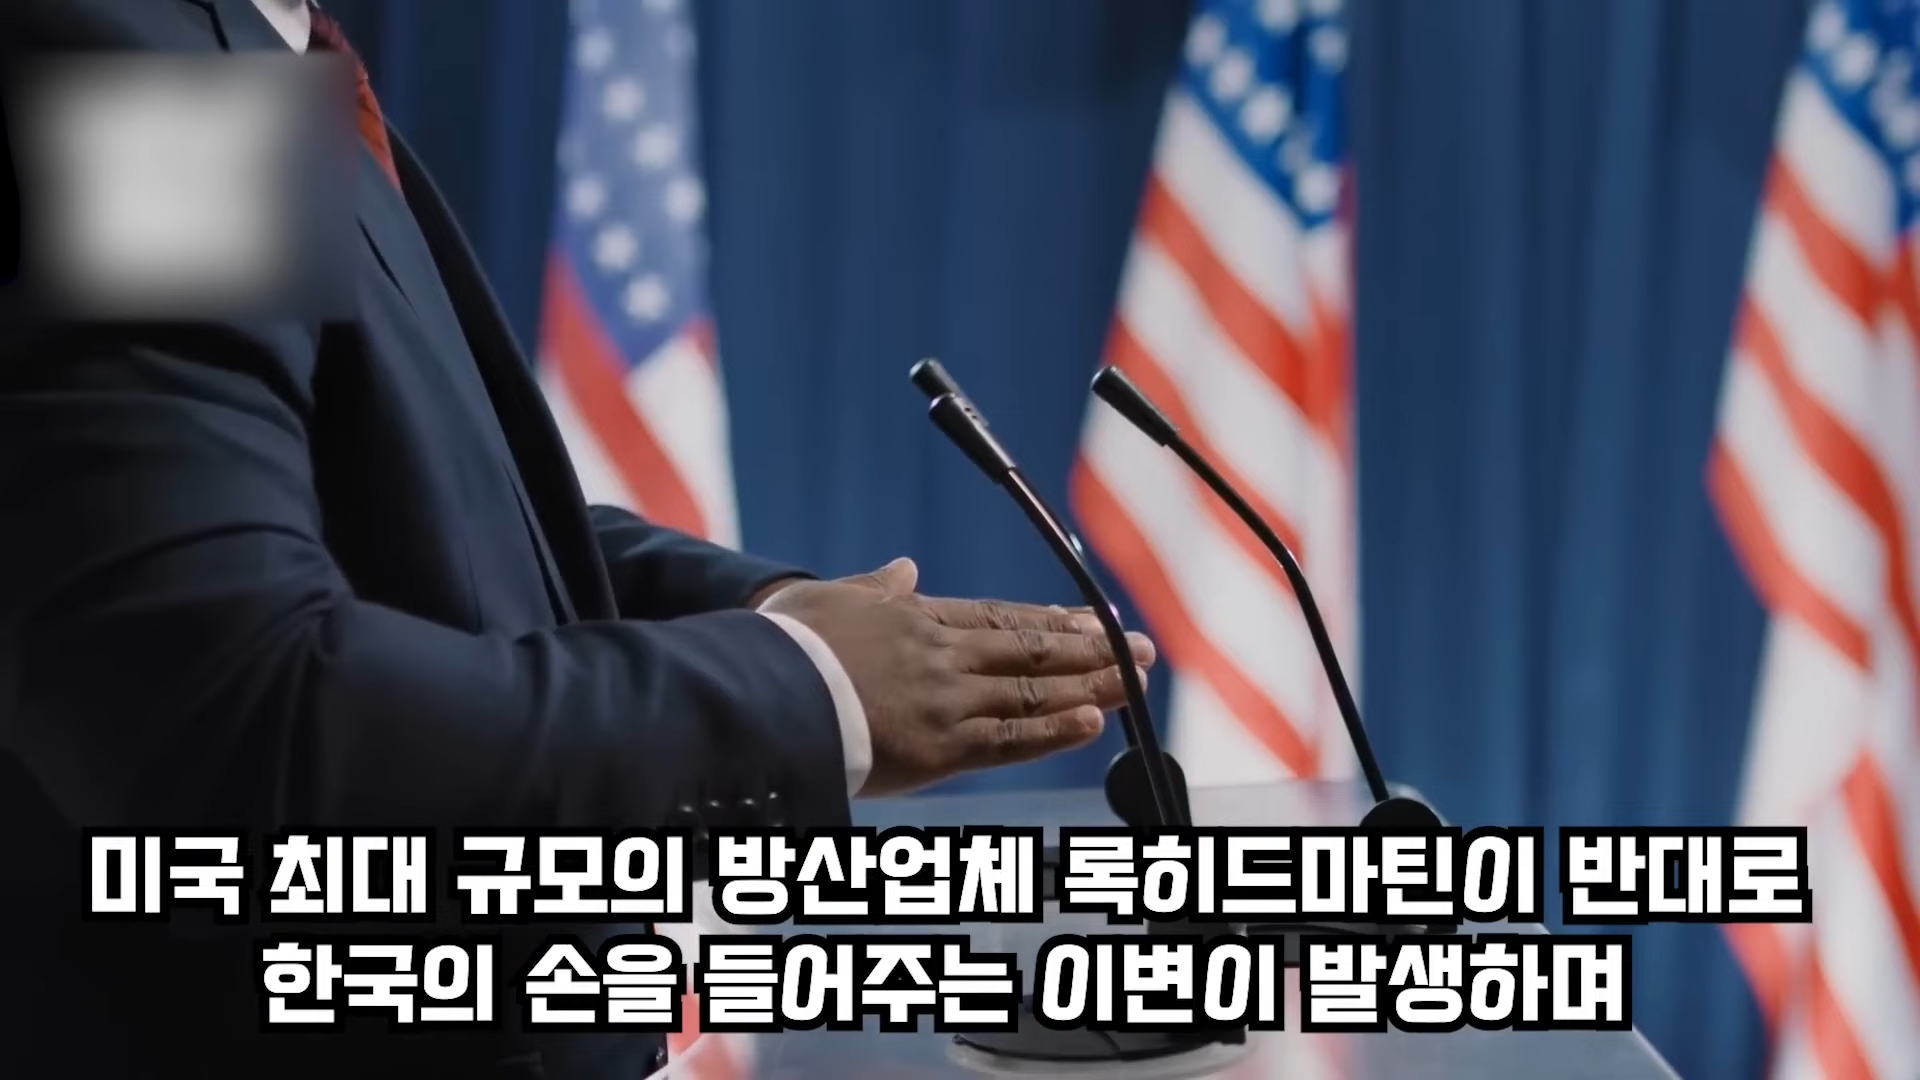 미국 최대 규모의 방산업체 록히드마틴이 반대로
한국의 손을 들어주는 이변이 발생하며